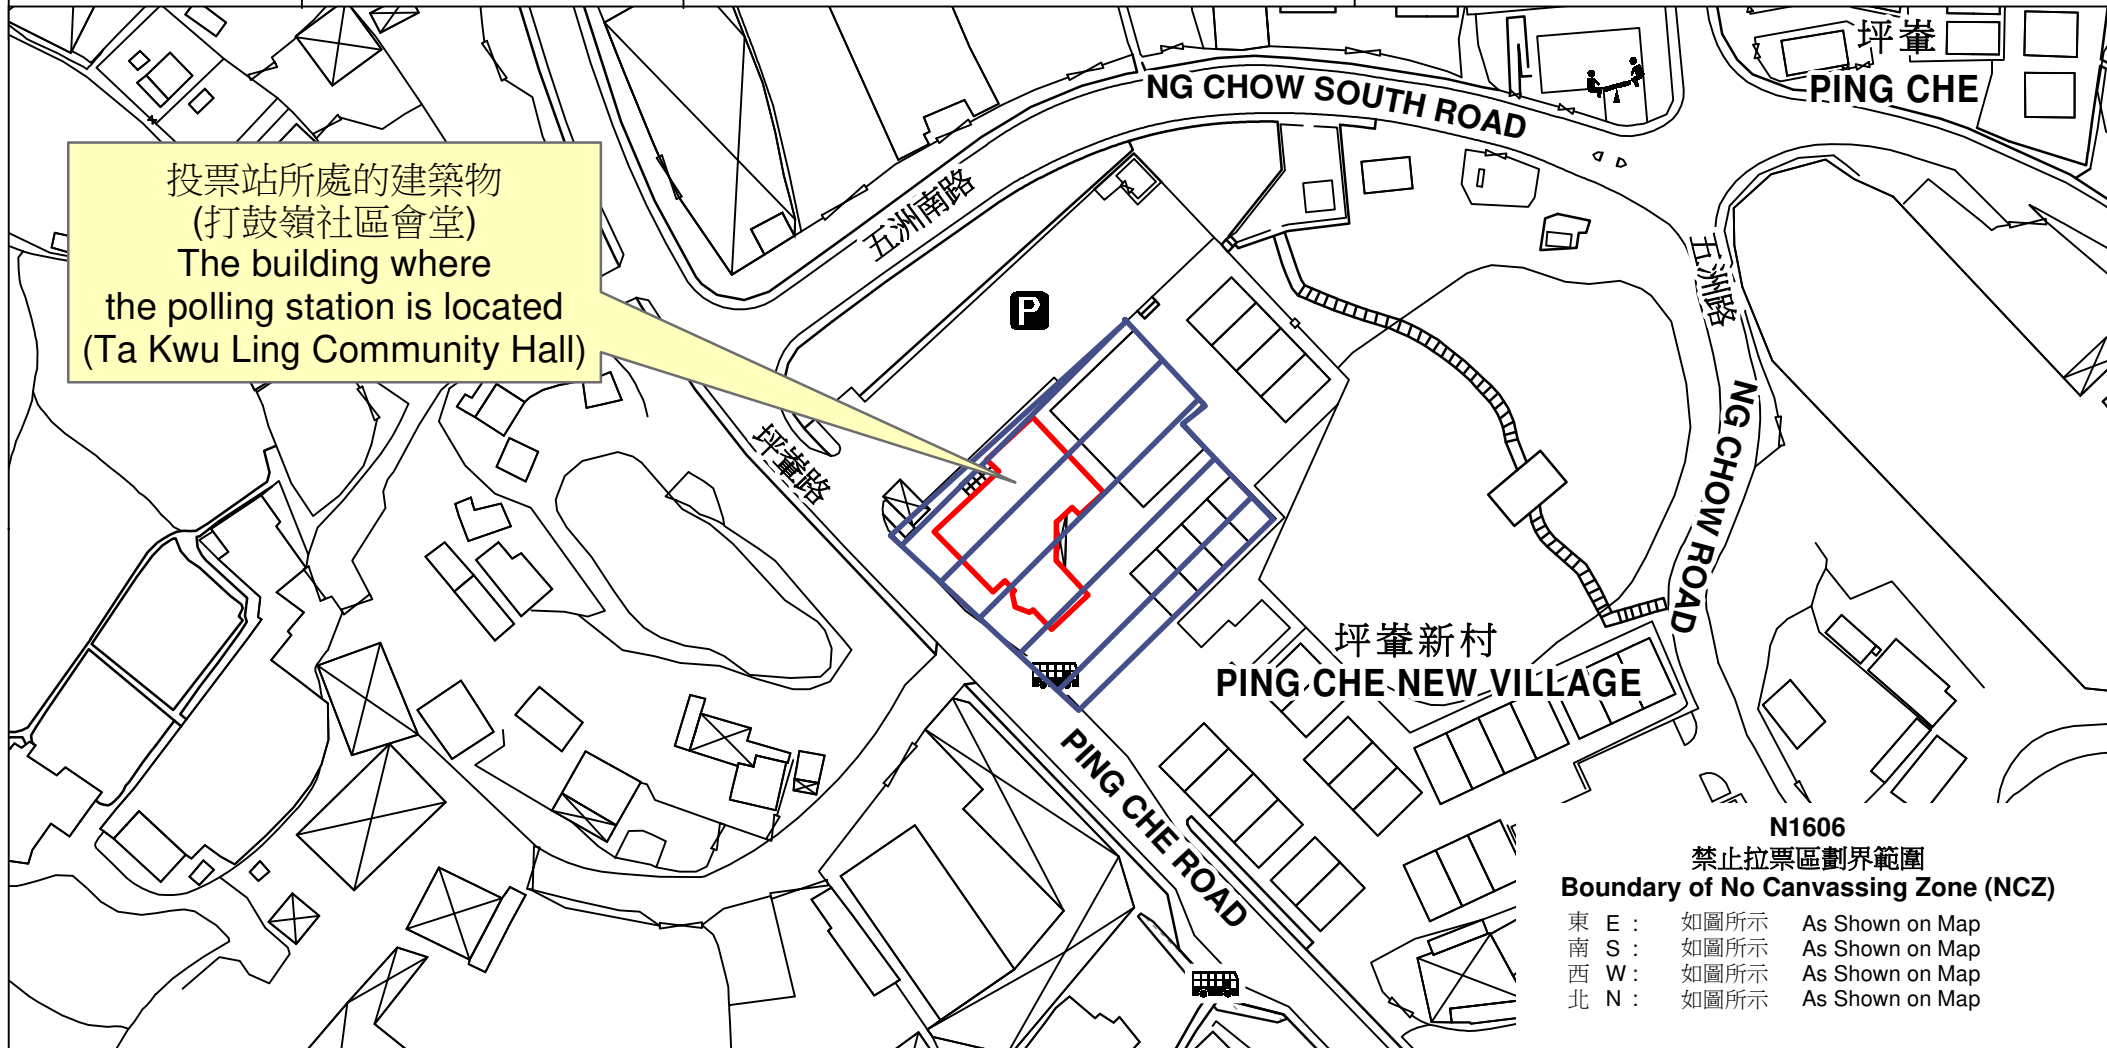 坪輋
PING CHE
NG CHOW SOUTH ROAD
五洲南路
投票站所處的建築物
(打鼓嶺社區會堂)
The building where
the polling station is located
(Ta Kwu Ling Community Hall)
P
五洲路
NG CHOW ROAD
坪輋路
坪輋新村
PING CHE NEW VILLAGE
PING CHE ROAD
N1606
禁止拉票區劃界範圍
Boundary of No Canvassing Zone (NCZ)
東 E : 如圖所示 As Shown on Map
南 S : 如圖所示 As Shown on Map
西 W : 如圖所示 As Shown on Map
北 N : 如圖所示 As Shown on Map